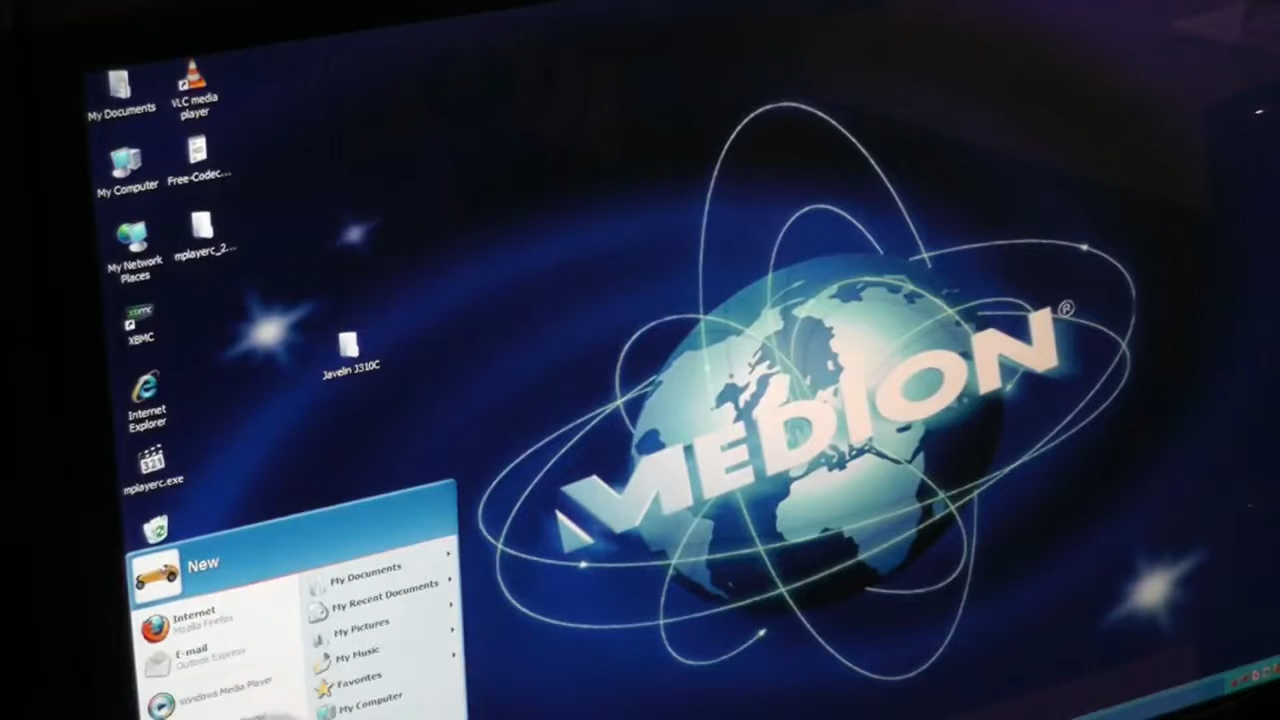 My Documents
VLC media
player
My Computer
Free-Codec...
My Network
Places
mplayerc_2...
XBMC
Javelin J310C
Internet
Explorer
321
mplayerc.exe
MEDION®
New
Internet
Mozilla Firefox
E-mail
Outlook Express
Windows Media Player
My Documents
My Recent Documents
My Pictures
My Music
Favorites
My Computer